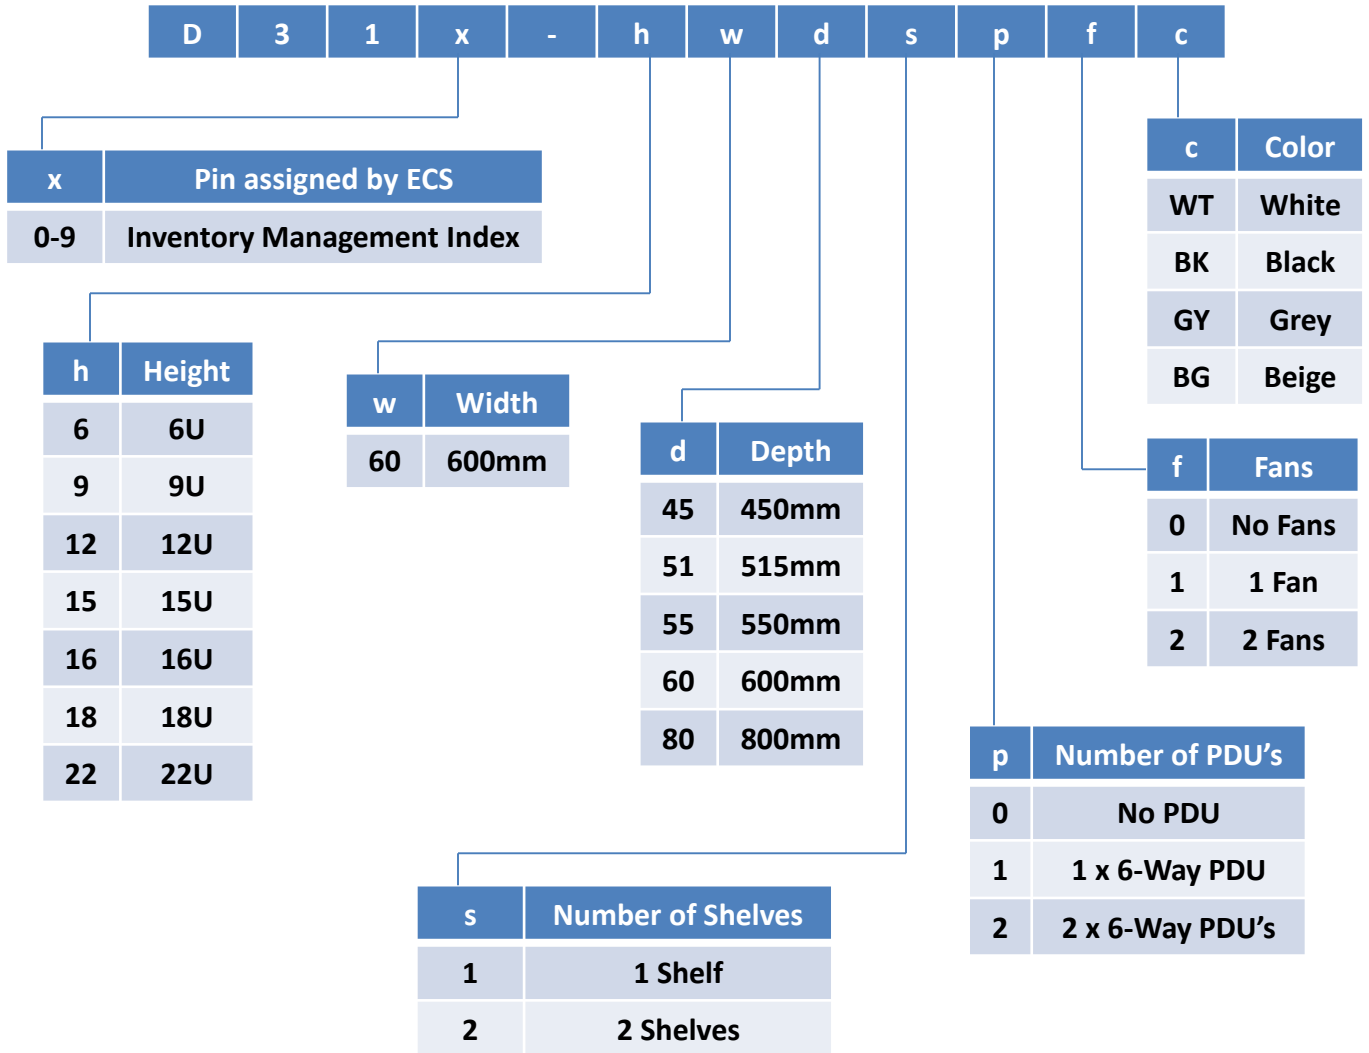 D 3 1 x - h w d s p f c
x Pin assigned by ECS
0-9 Inventory Management Index
h Height
6 6U
9 9U
12 12U
15 15U
16 16U
18 18U
22 22U
w Width
60 600mm
d Depth
45 450mm
51 515mm
55 550mm
60 600mm
80 800mm
s Number of Shelves
1 1 Shelf
2 2 Shelves
p Number of PDU's
0 No PDU
1 1 x 6-Way PDU
2 2 x 6-Way PDU's
f Fans
0 No Fans
1 1 Fan
2 2 Fans
c Color
WT White
BK Black
GY Grey
BG Beige